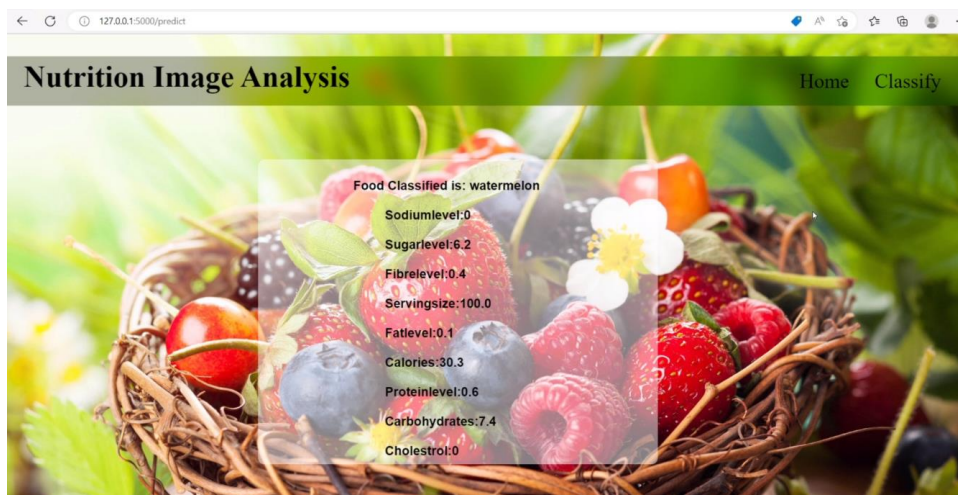 127.0.0.1:5000/predict
Nutrition Image Analysis
Home Classify
Food Classified is: watermelon
Sodiumlevel:0
Sugarlevel:6.2
Fibrelevel:0.4
Servingsize:100.0
Fatlevel:0.1
Calories:30.3
Proteinlevel:0.6
Carbohydrates:7.4
Cholestrol:0